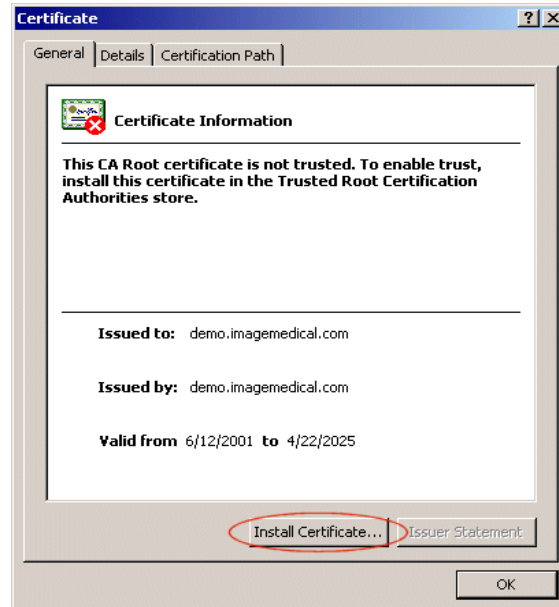 Certificate
General Details Certification Path
Certificate Information
This CA Root certificate is not trusted. To enable trust,
install this certificate in the Trusted Root Certification
Authorities store.
Issued to: demo.imagemedical.com
Issued by: demo.imagemedical.com
Valid from 6/12/2001 to 4/22/2025
Install Certificate... Issuer Statement
OK